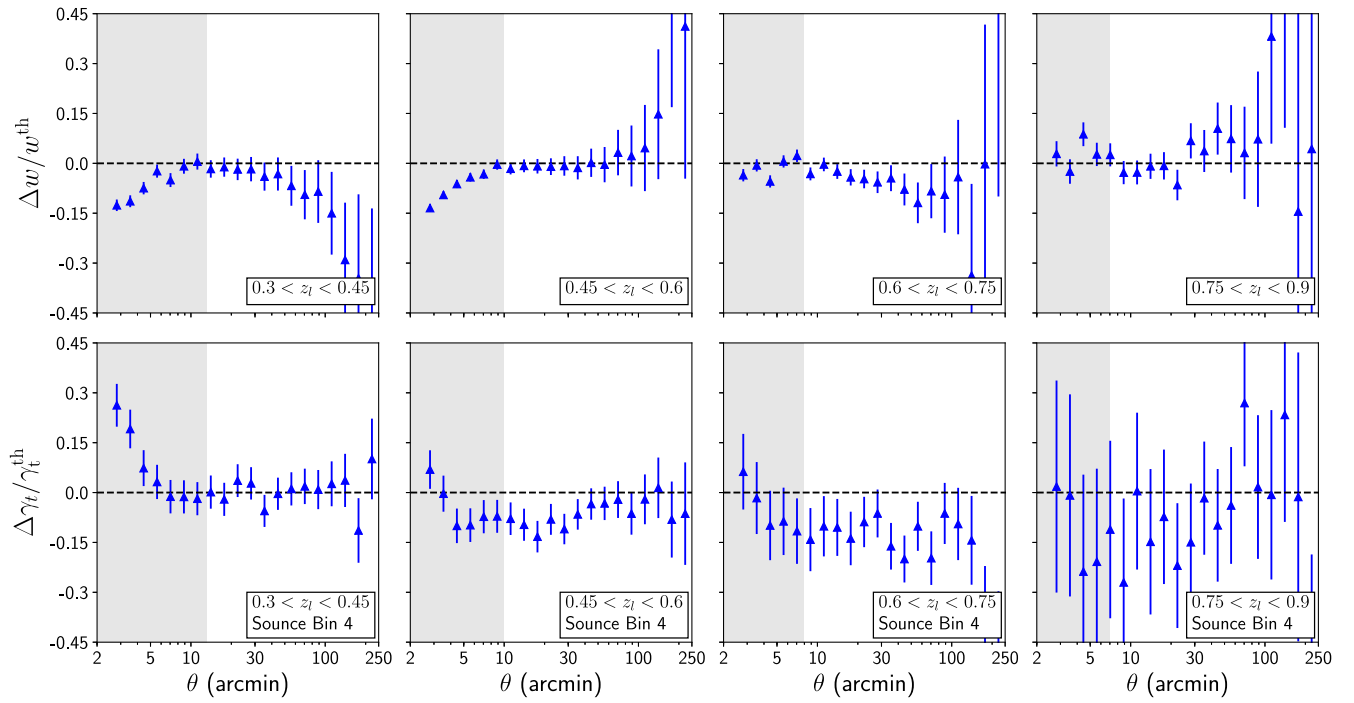 Δw/w^th
0.45
0.3
0.15
0.0
-0.15
-0.3
-0.45
0.3 < z_l < 0.45
0.45 < z_l < 0.6
0.6 < z_l < 0.75
0.75 < z_l < 0.9
Δγ_t/γ_t^th
0.45
0.3
0.15
0.0
-0.15
-0.3
-0.45
0.3 < z_l < 0.45
Sounce Bin 4
0.45 < z_l < 0.6
Sounce Bin 4
0.6 < z_l < 0.75
Sounce Bin 4
0.75 < z_l < 0.9
Sounce Bin 4
2 5 10 30 100 250
2 5 10 30 100 250
2 5 10 30 100 250
2 5 10 30 100 250
θ (arcmin)
θ (arcmin)
θ (arcmin)
θ (arcmin)